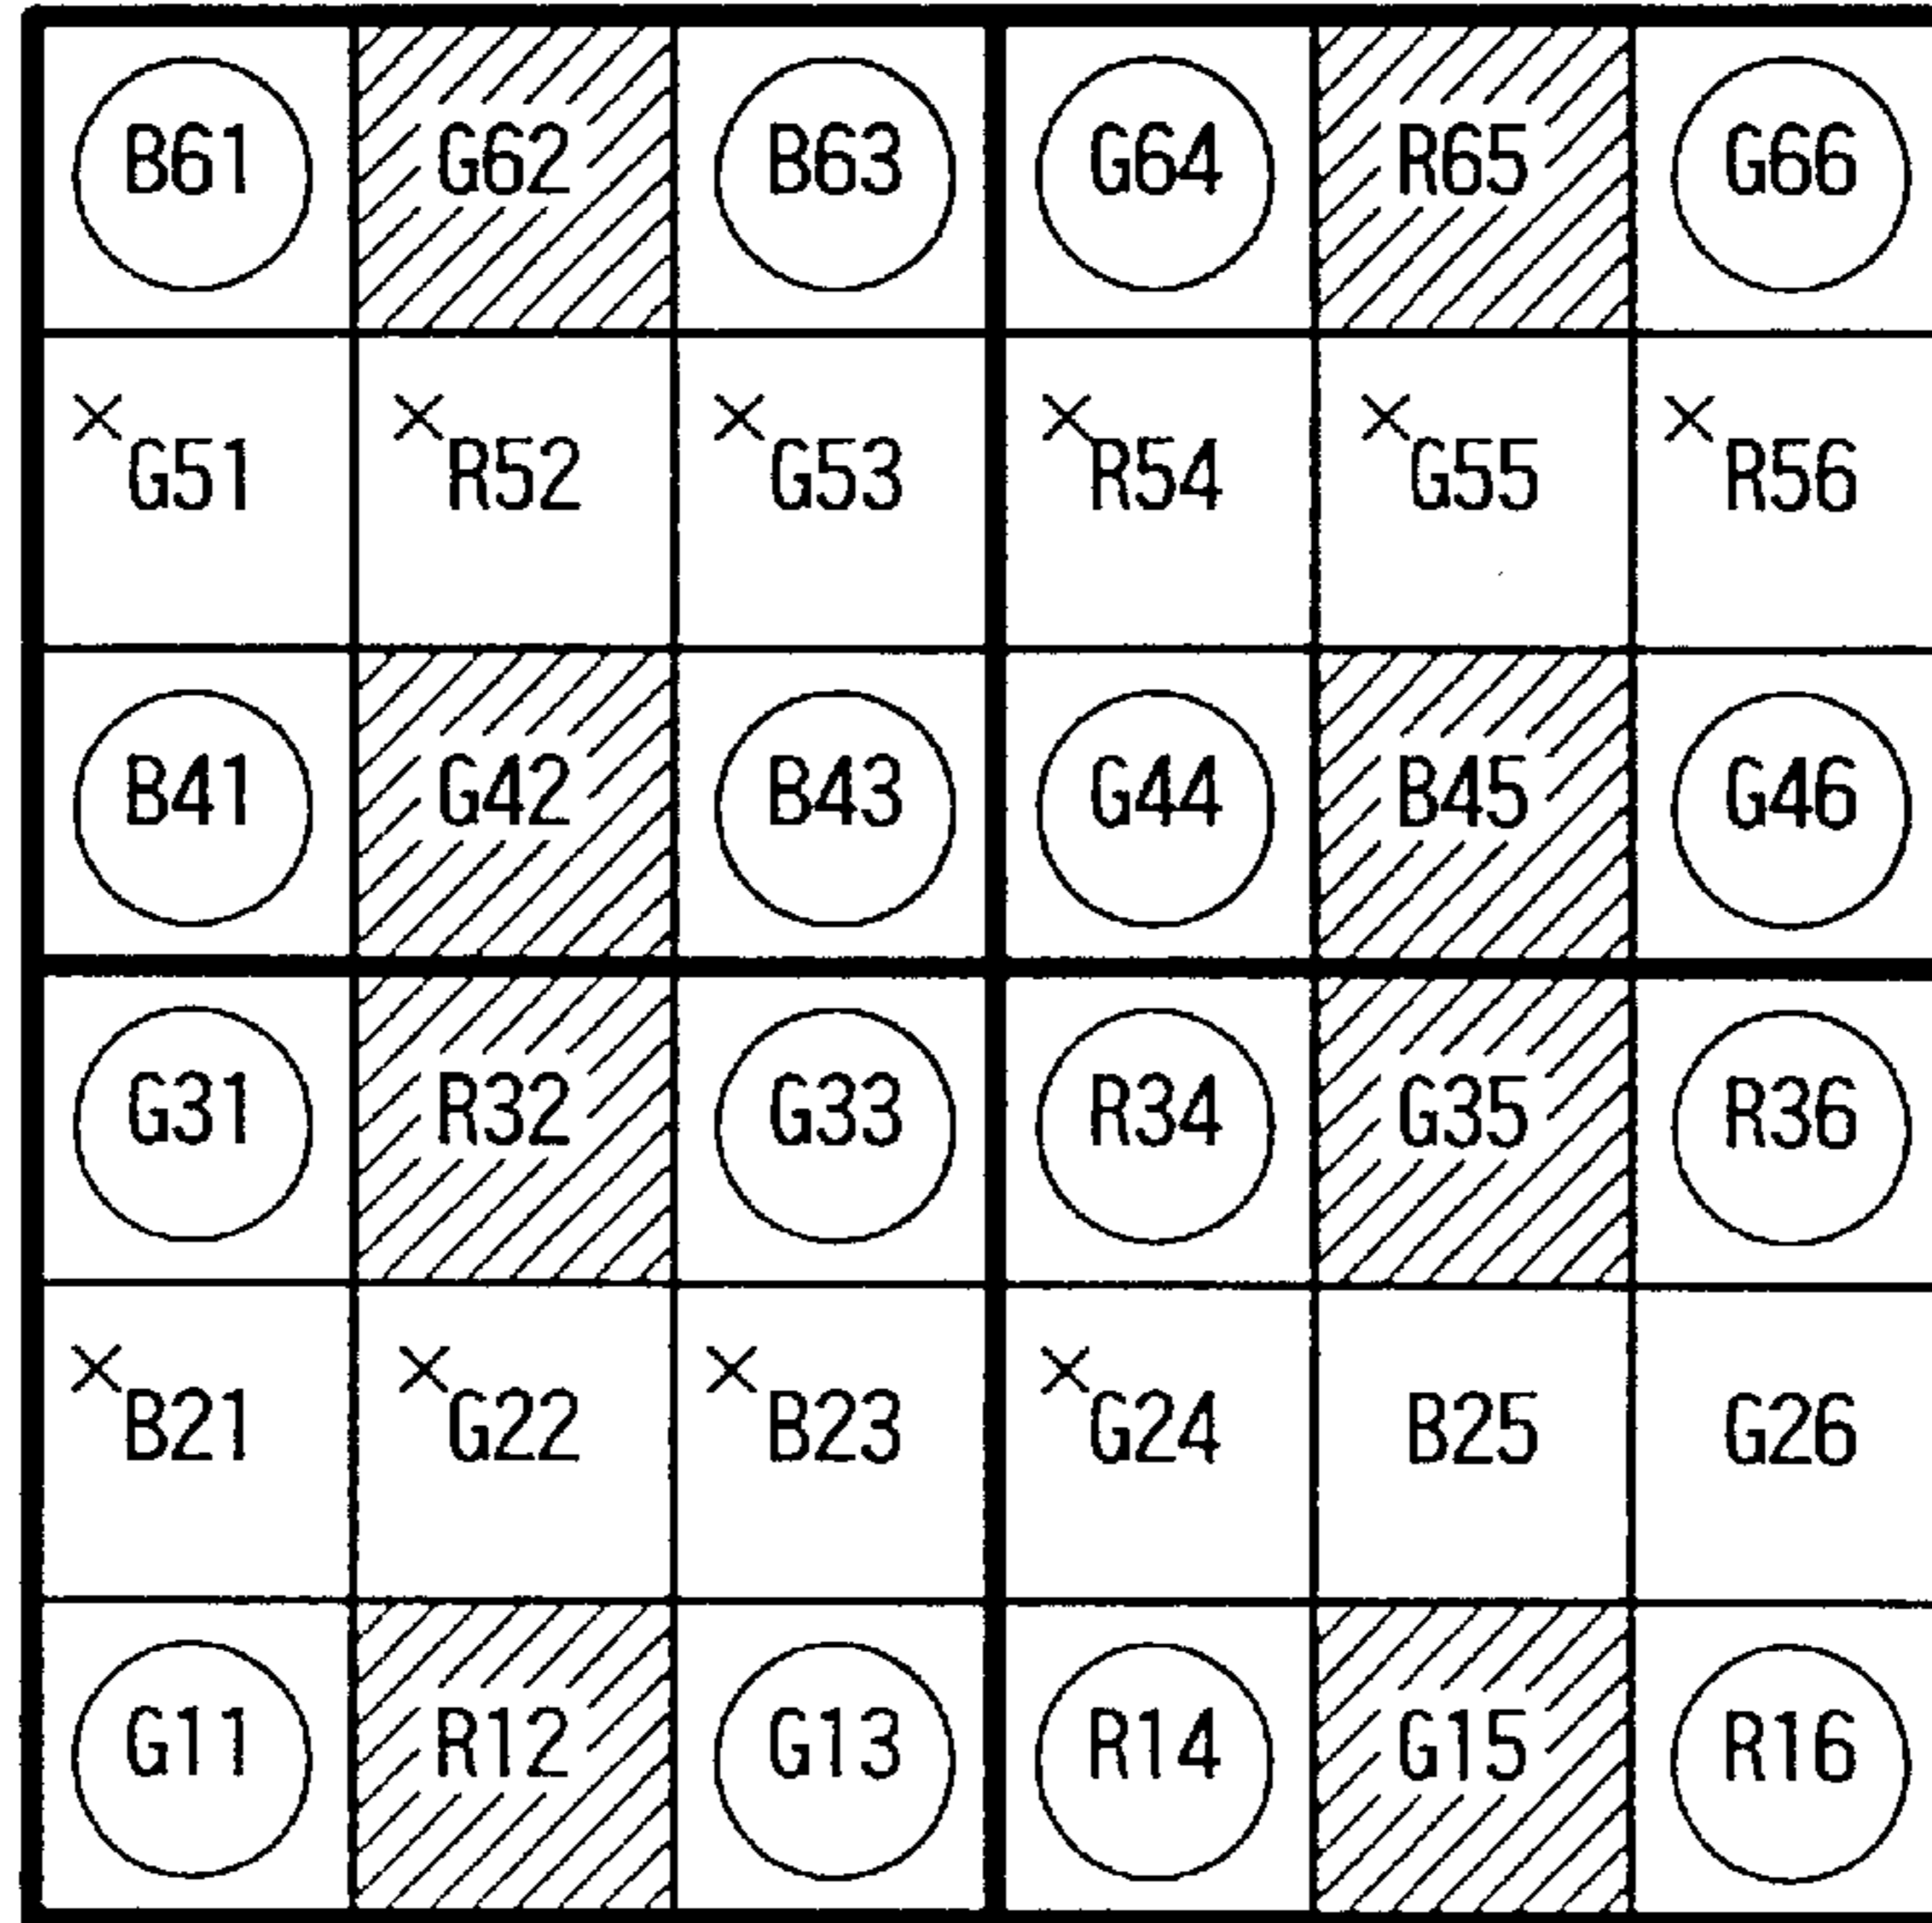 B61 G62 B63 G64 R65 G66
G51 R52 G53 R54 G55 R56
B41 G42 B43 G44 B45 G46
G31 R32 G33 R34 G35 R36
B21 G22 B23 G24 B25 G26
G11 R12 G13 R14 G15 R16